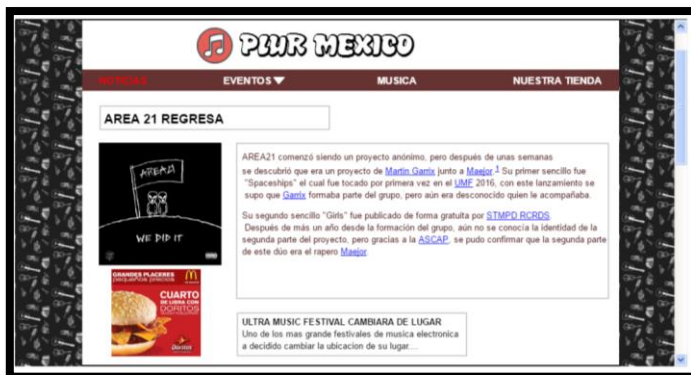 PLUR MEXICO
NOTICIAS EVENTOS MUSICA NUESTRA TIENDA
AREA 21 REGRESA
AREA21
WE DID IT
AREA21 comenzó siendo un proyecto anónimo, pero después de unas semanas
se descubrió que era un proyecto de Martin Garrix junto a Maejor.1 Su primer sencillo fue
"Spaceships" el cual fue tocado por primera vez en el UMF 2016, con este lanzamiento se
supo que Garrix formaba parte del grupo, pero aún era desconocido quien le acompañaba.
Su segundo sencillo "Girls" fue publicado de forma gratuita por STMPD RCRDS.
Después de más un año desde la formación del grupo, aún no se conocía la identidad de la
segunda parte del proyecto, pero gracias a la ASCAP, se pudo confirmar que la segunda parte
de este dúo era el rapero Maejor
GRANDES PLACERES
pequeños precios
CUARTO
DE LIBRA CON
DORITOS
Doritos
ULTRA MUSIC FESTIVAL CAMBIARA DE LUGAR
Uno de los mas grande festivales de musica electronica
a decidido cambiar la ubicacion de su lugar....